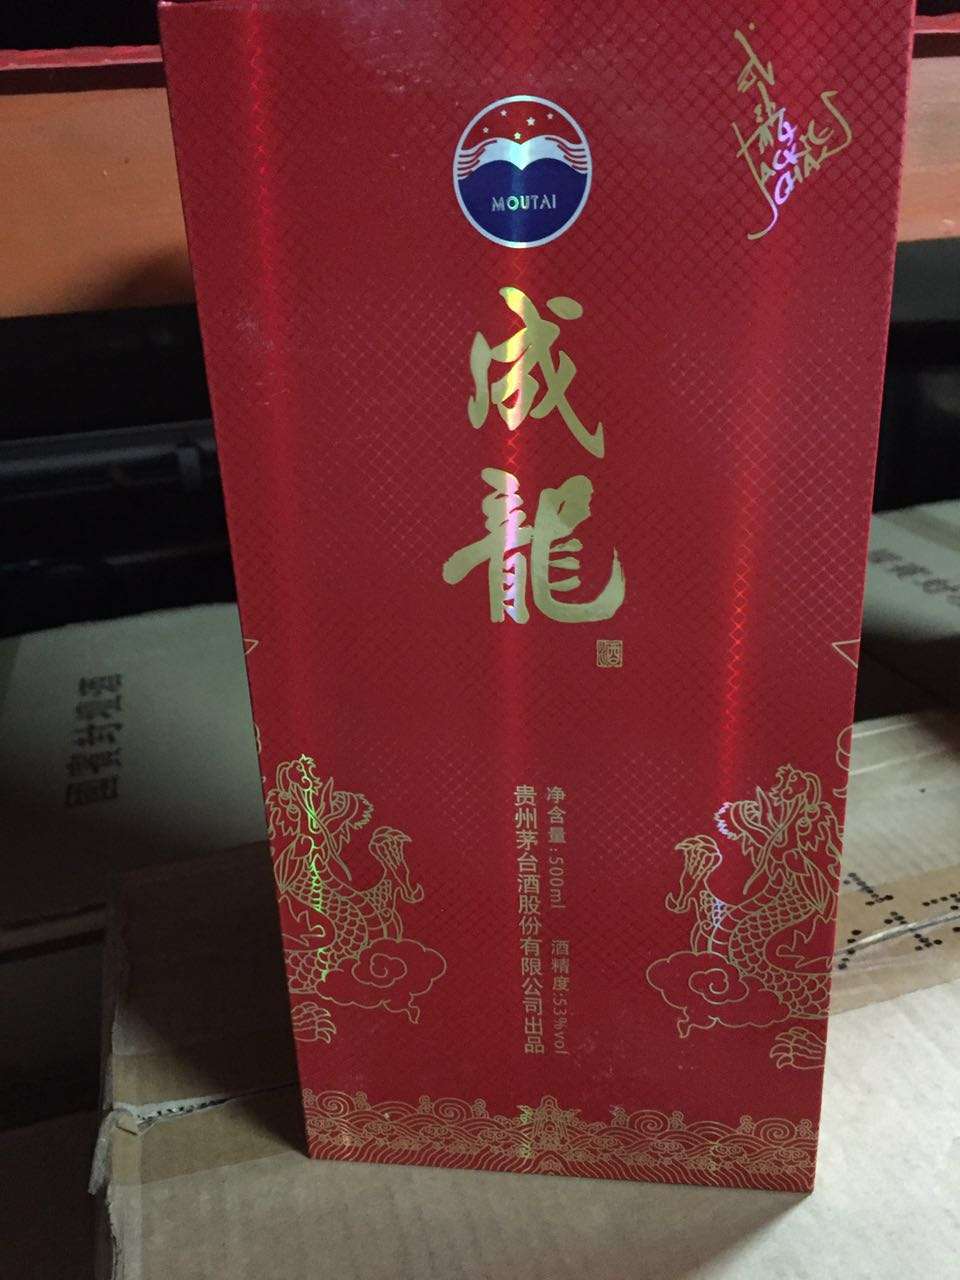 MOUTAI
成龙
JACKIE
CHAN
成
龍
酒
净含量:500ml 酒精度:53%vol
贵州茅台酒股份有限公司出品